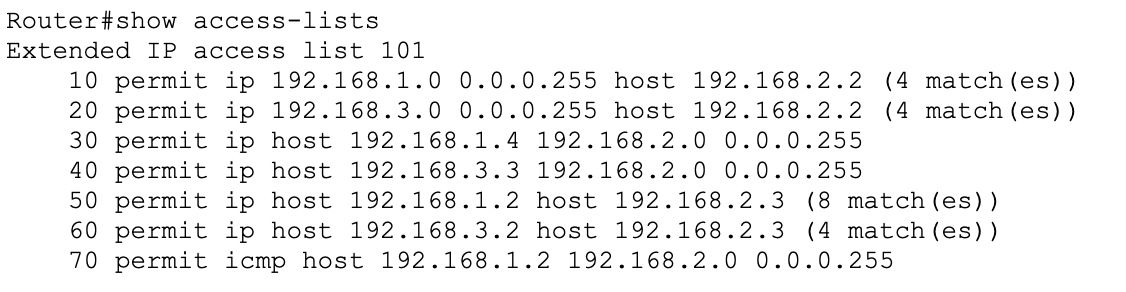 Router#show access-lists
Extended IP access list 101
    10 permit ip 192.168.1.0 0.0.0.255 host 192.168.2.2 (4 match(es))
    20 permit ip 192.168.3.0 0.0.0.255 host 192.168.2.2 (4 match(es))
    30 permit ip host 192.168.1.4 192.168.2.0 0.0.0.255
    40 permit ip host 192.168.3.3 192.168.2.0 0.0.0.255
    50 permit ip host 192.168.1.2 host 192.168.2.3 (8 match(es))
    60 permit ip host 192.168.3.2 host 192.168.2.3 (4 match(es))
    70 permit icmp host 192.168.1.2 192.168.2.0 0.0.0.255